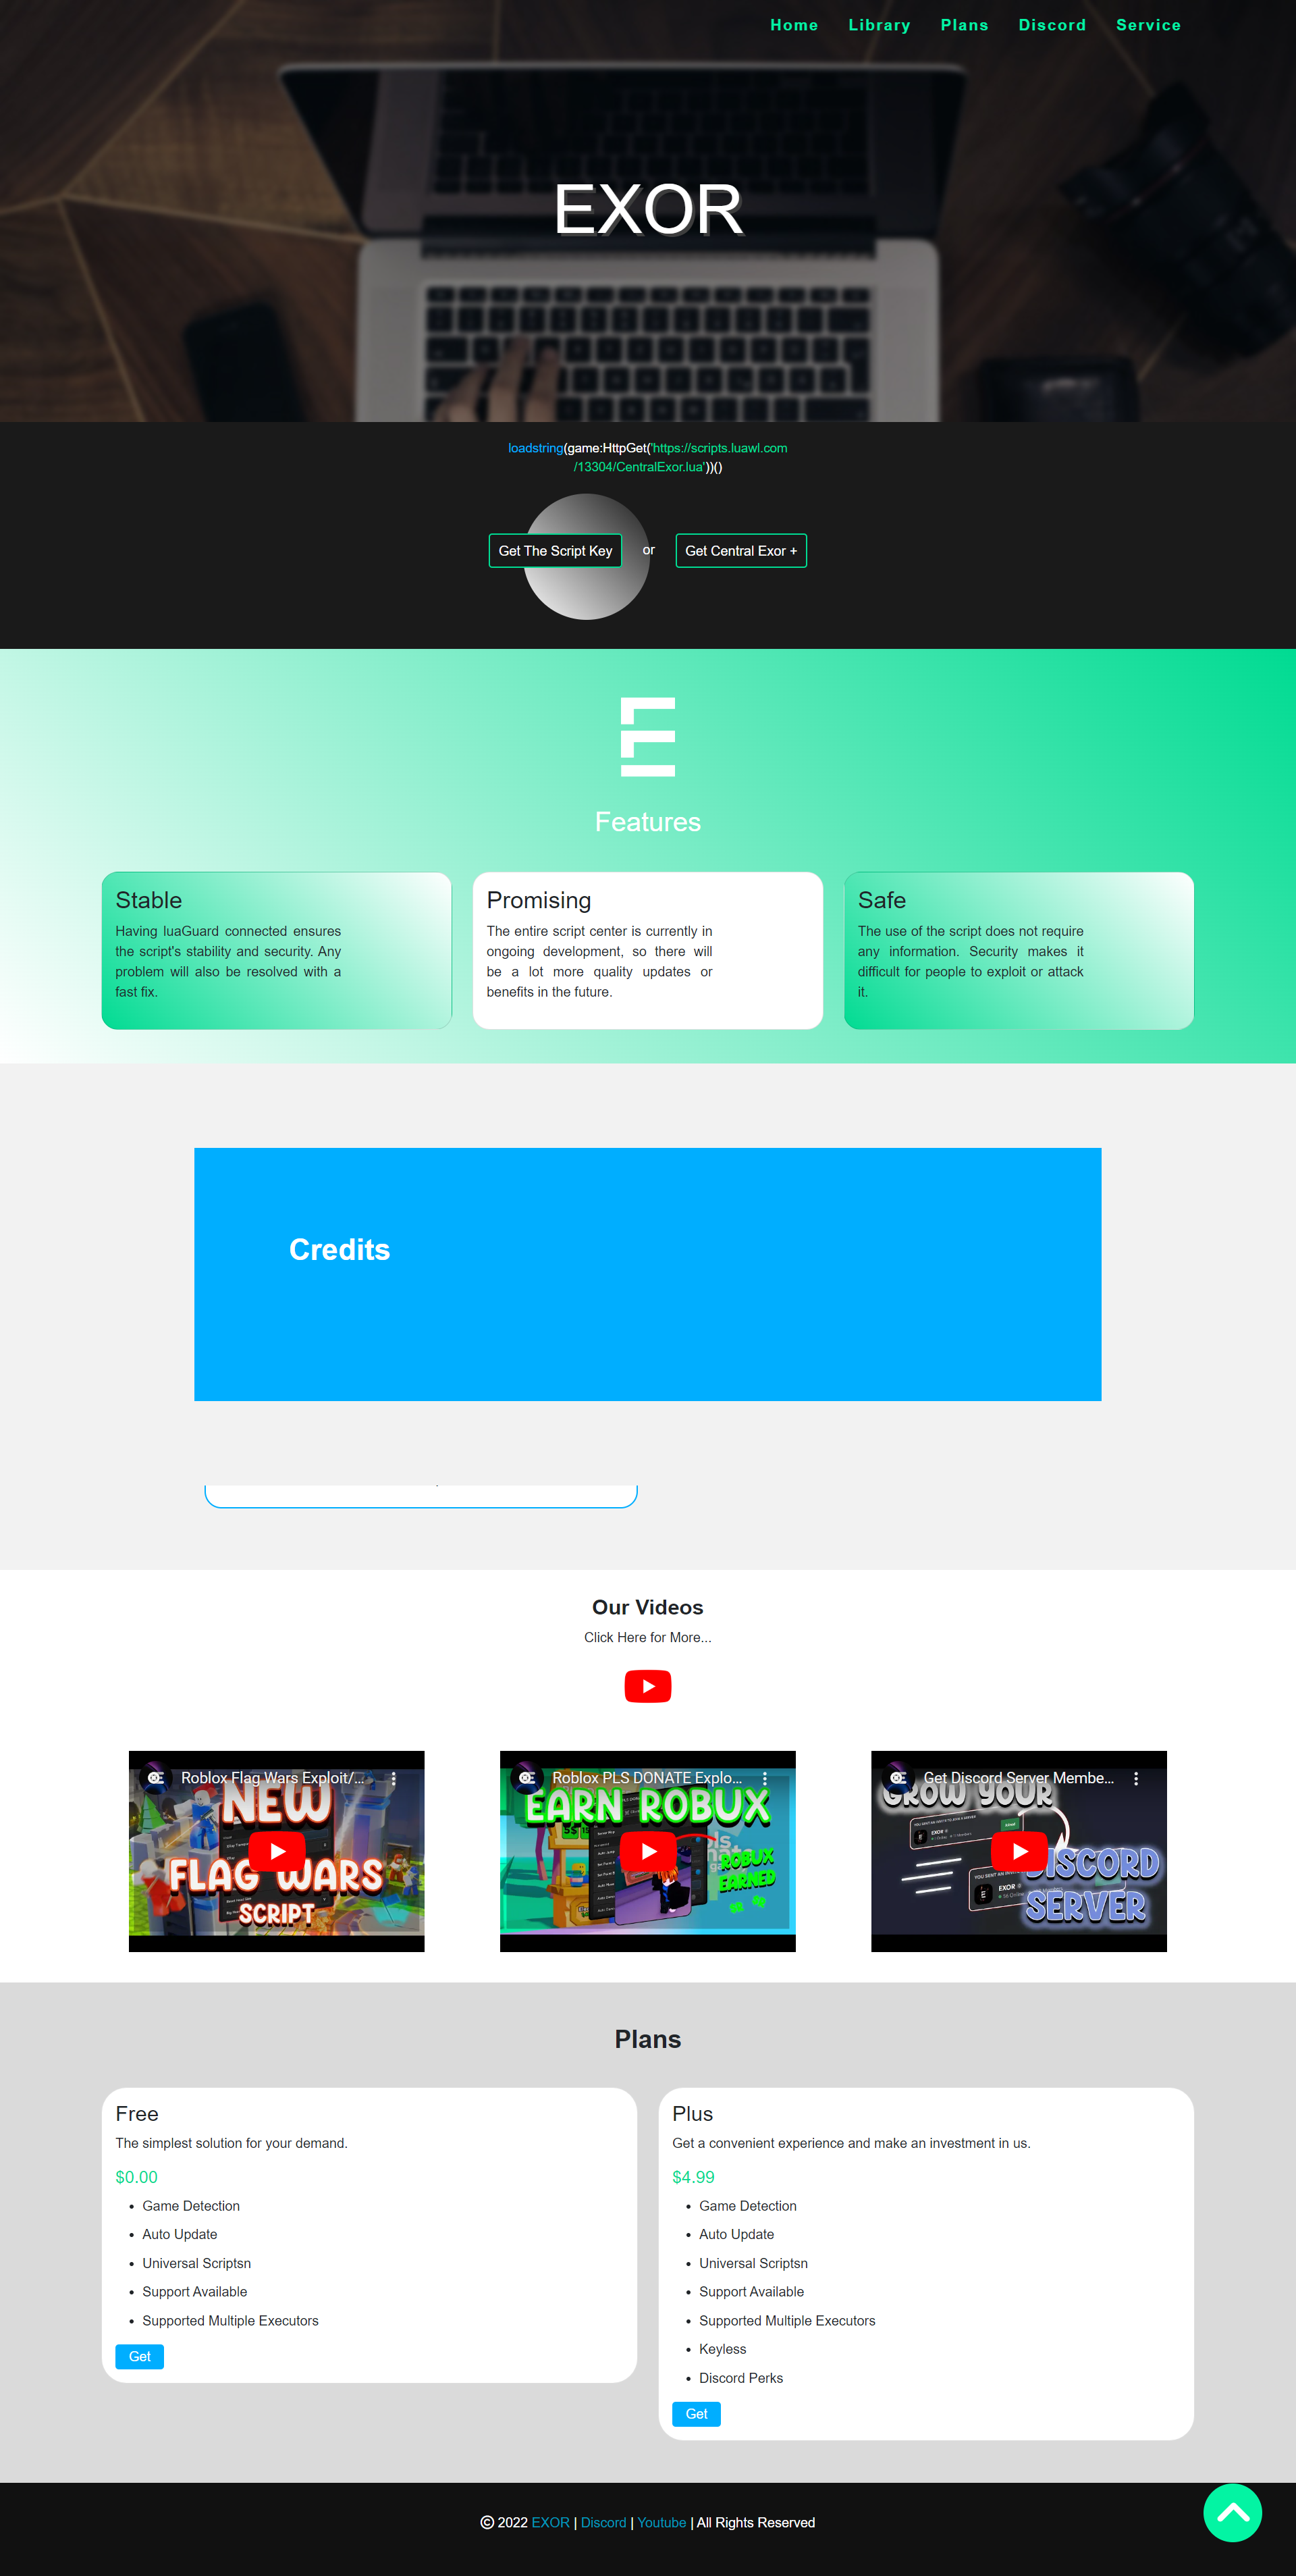 Home Library Plans Discord Service
EXOR
loadstring(game:HttpGet('https://scripts.luawl.com
/13304/CentralExor.lua'))()
Get The Script Key or Get Central Exor +
E
Features
Stable
Having luaGuard connected ensures
the script's stability and security. Any
problem will also be resolved with a
fast fix.
Promising
The entire script center is currently in
ongoing development, so there will
be a lot more quality updates or
benefits in the future.
Safe
The use of the script does not require
any information. Security makes it
difficult for people to exploit or attack
it.
Credits
Our Videos
Click Here for More...
Roblox Flag Wars Exploit/...
NEW
FLAG WARS
SCRIPT
Roblox PLS DONATE Explo...
EARN ROBUX
ROBUX
EARNED
Get Discord Server Membe...
GROW YOUR
DISCORD
SERVER
EXOR
EXOR
Plans
Free
The simplest solution for your demand.
$0.00
• Game Detection
• Auto Update
• Universal Scriptsn
• Support Available
• Supported Multiple Executors
Get
Plus
Get a convenient experience and make an investment in us.
$4.99
• Game Detection
• Auto Update
• Universal Scriptsn
• Support Available
• Supported Multiple Executors
• Keyless
• Discord Perks
Get
© 2022 EXOR | Discord | Youtube | All Rights Reserved